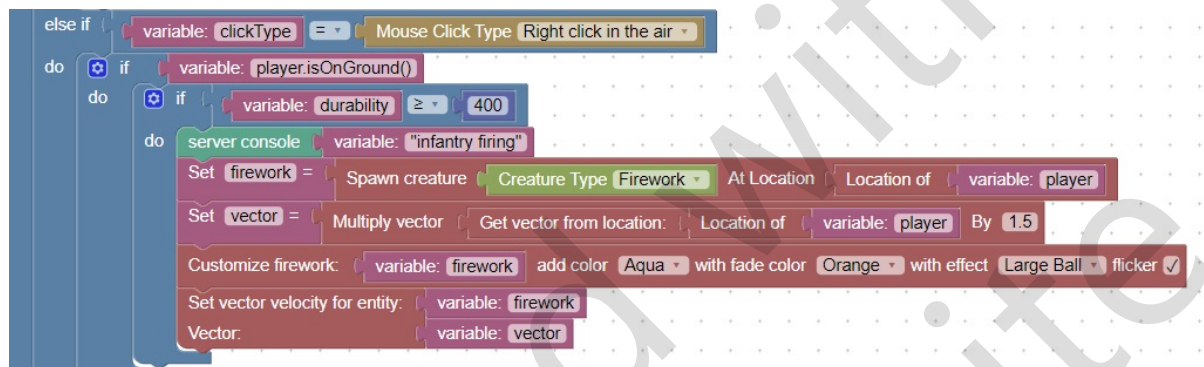 else if variable: clickType = Mouse Click Type Right click in the air
do if variable: player.isOnGround()
do if variable: durability ≥ 400
do server console variable: "infantry firing"
Set firework = Spawn creature Creature Type Firework At Location Location of variable: player
Set vector = Multiply vector Get vector from location: Location of variable: player By 1.5
Customize firework: variable: firework add color Aqua with fade color Orange with effect Large Ball flicker
Set vector velocity for entity: variable: firework
Vector: variable: vector